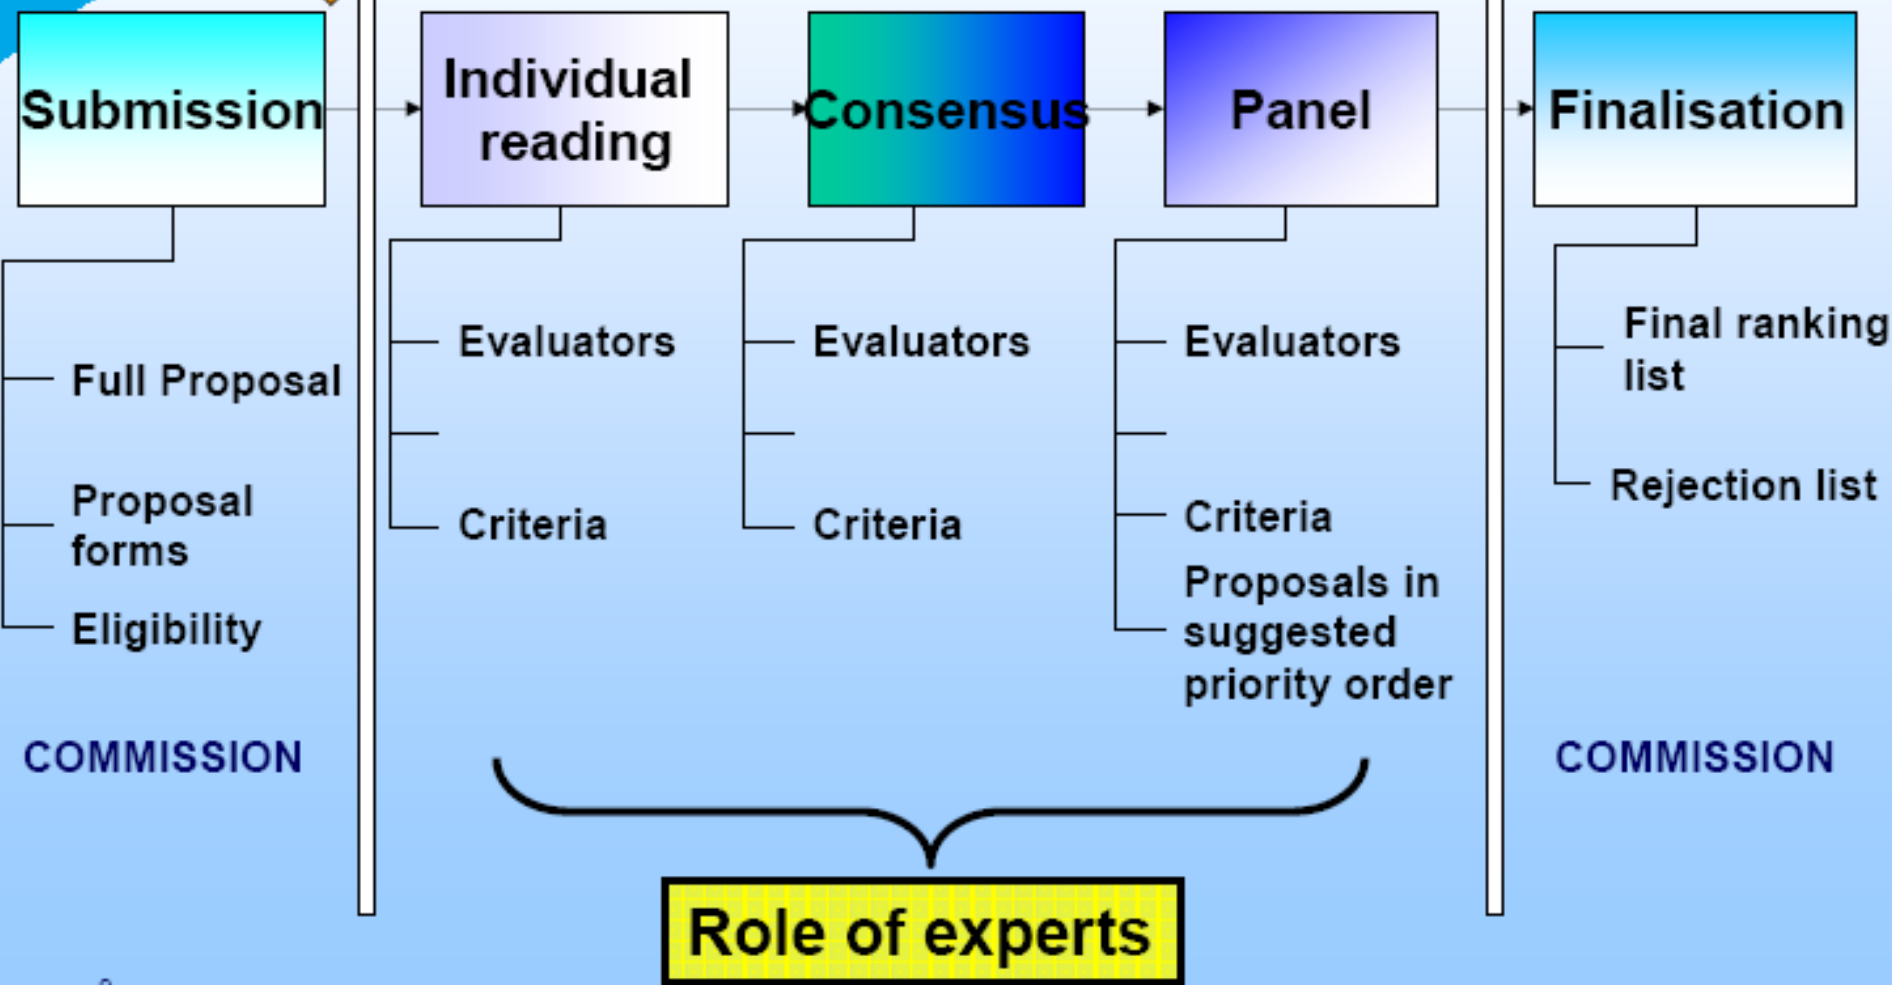 Submission
Individual
reading
Consensus
Panel
Finalisation
Full Proposal
Proposal
forms
Eligibility
COMMISSION
Evaluators
Criteria
Evaluators
Criteria
Evaluators
Criteria
Proposals in
suggested
priority order
Final ranking
list
Rejection list
COMMISSION
Role of experts